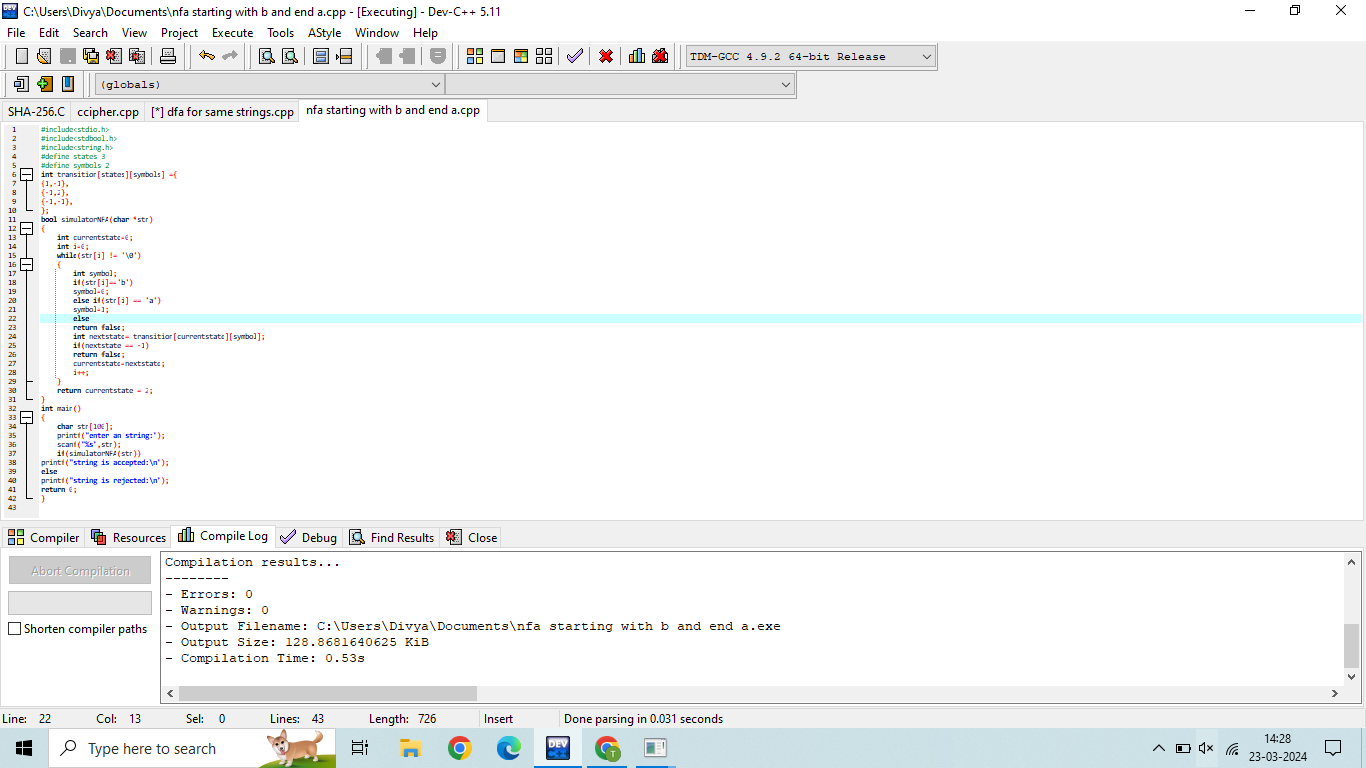 C:\Users\Divya\Documents\nfa starting with b and end a.cpp - [Executing] - Dev-C++ 5.11
File Edit Search View Project Execute Tools AStyle Window Help
TDM-GCC 4.9.2 64-bit Release
(globals)
SHA-256.C ccipher.cpp [*] dfa for same strings.cpp nfa starting with b and end a.cpp
1 #include<stdio.h>
2 #include<stdbool.h>
3 #include<string.h>
4 #define states 3
5 #define symbols 2
6 int transition[states][symbols] ={
7 {1,-1},
8 {-1,2},
9 {-1,-1},
10 };
11 bool simulatorNFA(char *str)
12 {
13 int currentstate=0;
14 int i=0;
15 while(str[i] != '\0')
16 {
17 int symbol;
18 if(str[i]=='b')
19 symbol=0;
20 else if(str[i] == 'a')
21 symbol=1;
22 else
23 return false;
24 int nextstate= transition[currentstate][symbol];
25 if(nextstate == -1)
26 return false;
27 currentstate=nextstate;
28 i++;
29 }
30 return currentstate = 2;
31 }
32 int main()
33 {
34 char str[100];
35 printf("enter an string:");
36 scanf("%s",str);
37 if(simulatorNFA(str))
38 printf("string is accepted:\n");
39 else
40 printf("string is rejected:\n");
41 return 0;
42 }
43
Compiler Resources Compile Log Debug Find Results Close
Abort Compilation
Shorten compiler paths
Compilation results...
--------
- Errors: 0
- Warnings: 0
- Output Filename: C:\Users\Divya\Documents\nfa starting with b and end a.exe
- Output Size: 128.8681640625 KiB
- Compilation Time: 0.53s
Line: 22 Col: 13 Sel: 0 Lines: 43 Length: 726 Insert Done parsing in 0.031 seconds
Type here to search
DEV
T
14:28
23-03-2024